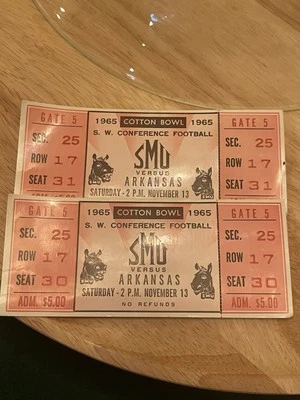 GATE 5 1965 COTTON BOWL 1965 GATE 5
SEC. 25 S. W. CONFERENCE FOOTBALL SEC. 25
ROW 17 SMU ROW 17
VERSUS
SEAT 31 ARKANSAS SEAT 31
SATURDAY - 2 P.M. NOVEMBER 13
ADM. $5.00
GATE 5 1965 COTTON BOWL 1965 GATE 5
SEC. 25 S. W. CONFERENCE FOOTBALL SEC. 25
ROW 17 SMU ROW 17
VERSUS
SEAT 30 ARKANSAS SEAT 30
SATURDAY - 2 P.M. NOVEMBER 13
ADM. $5.00 NO REFUNDS ADM. $5.00